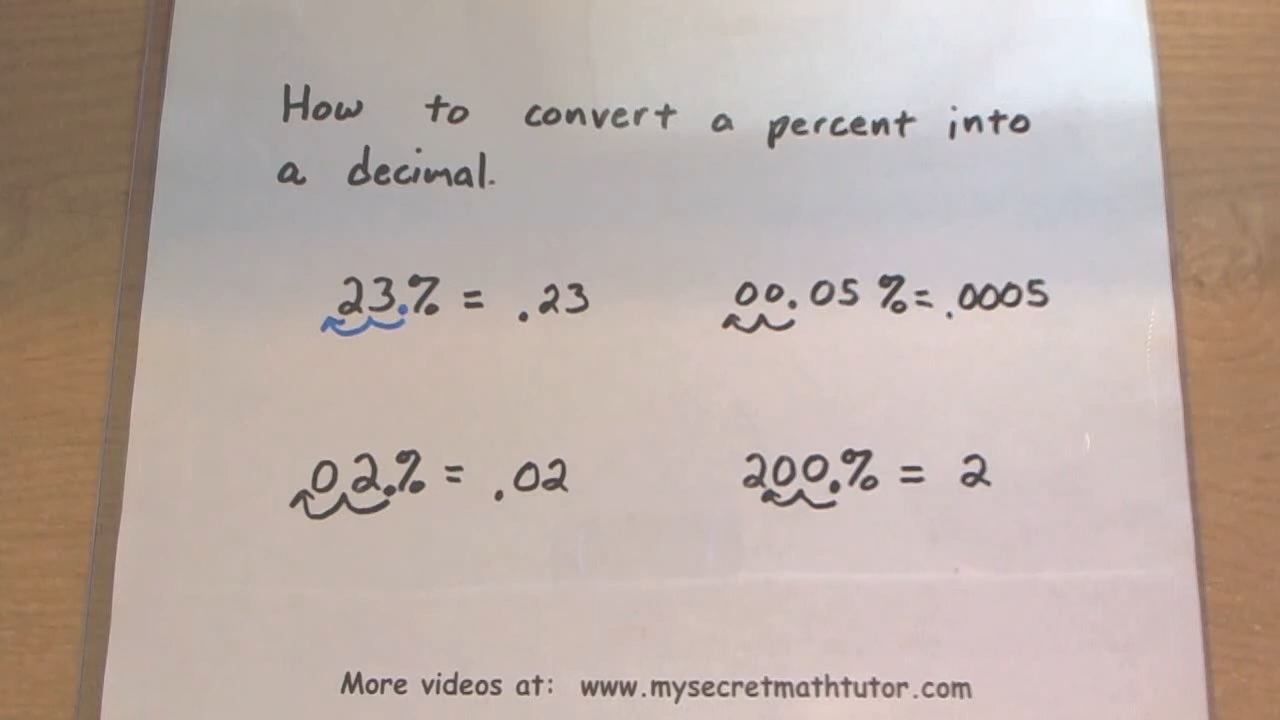 How to convert a percent into
a decimal.
23.% = .23
00.05 % = .0005
02.% = .02
200.% = 2
More videos at: www.mysecretmathtutor.com